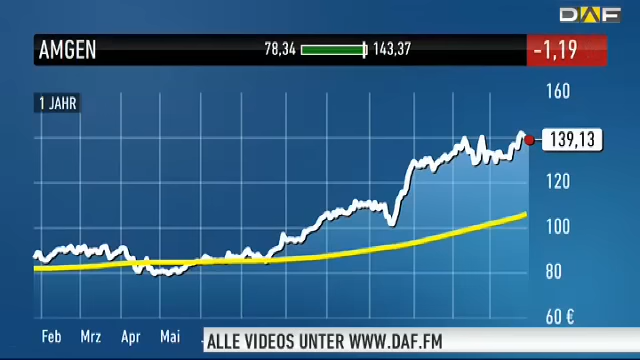 DAF
AMGEN 78,34 143,37 -1,19
1 JAHR
160
139,13
120
100
80
60 €
Feb Mrz Apr Mai
ALLE VIDEOS UNTER WWW.DAF.FM